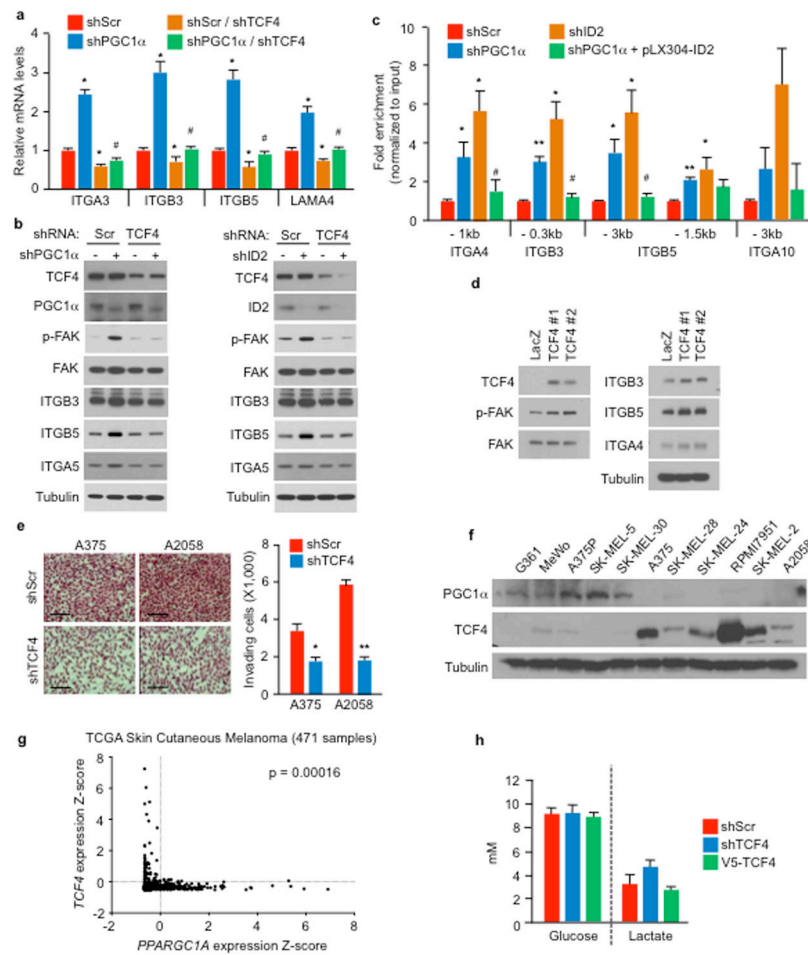 a
shScr
shScr / shTCF4
shPGC1α
shPGC1α / shTCF4
Relative mRNA levels
4
3
2
1
0
* * * *
* # * # * # * #
ITGA3 ITGB3 ITGB5 LAMA4
b
shRNA: Scr TCF4
shPGC1α - + - +
TCF4
PGC1α
p-FAK
FAK
ITGB3
ITGB5
ITGA5
Tubulin
shRNA: Scr TCF4
shID2 - + - +
TCF4
ID2
p-FAK
FAK
ITGB3
ITGB5
ITGA5
Tubulin
c
shScr
shID2
shPGC1α
shPGC1α + pLX304-ID2
Fold enrichment
(normalized to input)
10
8
6
4
2
0
* * # ** * # * * # ** *
- 1kb - 0.3kb - 3kb - 1.5kb - 3kb
ITGA4 ITGB3 ITGB5 ITGA10
d
LacZ TCF4 #1 TCF4 #2
TCF4
p-FAK
FAK
LacZ TCF4 #1 TCF4 #2
ITGB3
ITGB5
ITGA4
Tubulin
e
A375 A2058
shScr
shTCF4
shScr
shTCF4
Invading cells (X1,000)
8
6
4
2
0
* **
A375 A2058
f
G361 MeWo A375P SK-MEL-5 SK-MEL-30 A375 SK-MEL-28 SK-MEL-24 RPMI7951 SK-MEL-2 A2058
PGC1α
TCF4
Tubulin
g
TCGA Skin Cutaneous Melanoma (471 samples)
p = 0.00016
TCF4 expression Z-score
8
6
4
2
0
-2
-2 0 2 4 6 8
PPARGC1A expression Z-score
h
mM
12
10
8
6
4
2
0
Glucose Lactate
shScr
shTCF4
V5-TCF4